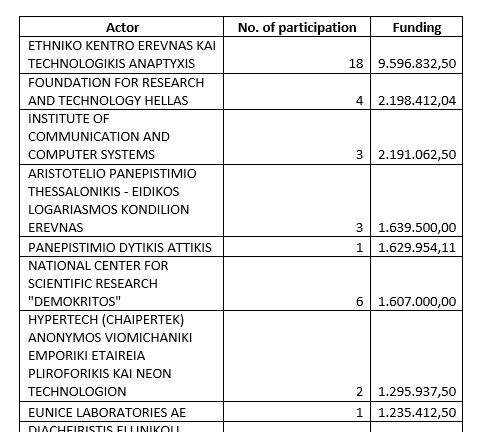 Actor No. of participation Funding
ETHNIKO KENTRO EREVNAS KAI
TECHNOLOGIKIS ANAPTYXIS 18 9.596.832,50
FOUNDATION FOR RESEARCH
AND TECHNOLOGY HELLAS 4 2.198.412,04
INSTITUTE OF
COMMUNICATION AND
COMPUTER SYSTEMS 3 2.191.062,50
ARISTOTELIO PANEPISTIMIO
THESSALONIKIS - EIDIKOS
LOGARIASMOS KONDILION
EREVNAS 3 1.639.500,00
PANEPISTIMIO DYTIKIS ATTIKIS 1 1.629.954,11
NATIONAL CENTER FOR
SCIENTIFIC RESEARCH
"DEMOKRITOS" 6 1.607.000,00
HYPERTECH (CHAIPERTEK)
ANONYMOS VIOMICHANIKI
EMPORIKI ETAIREIA
PLIROFORIKIS KAI NEON
TECHNOLOGION 2 1.295.937,50
EUNICE LABORATORIES AE 1 1.235.412,50
DIACHEIRISTIS ELLINIKOU